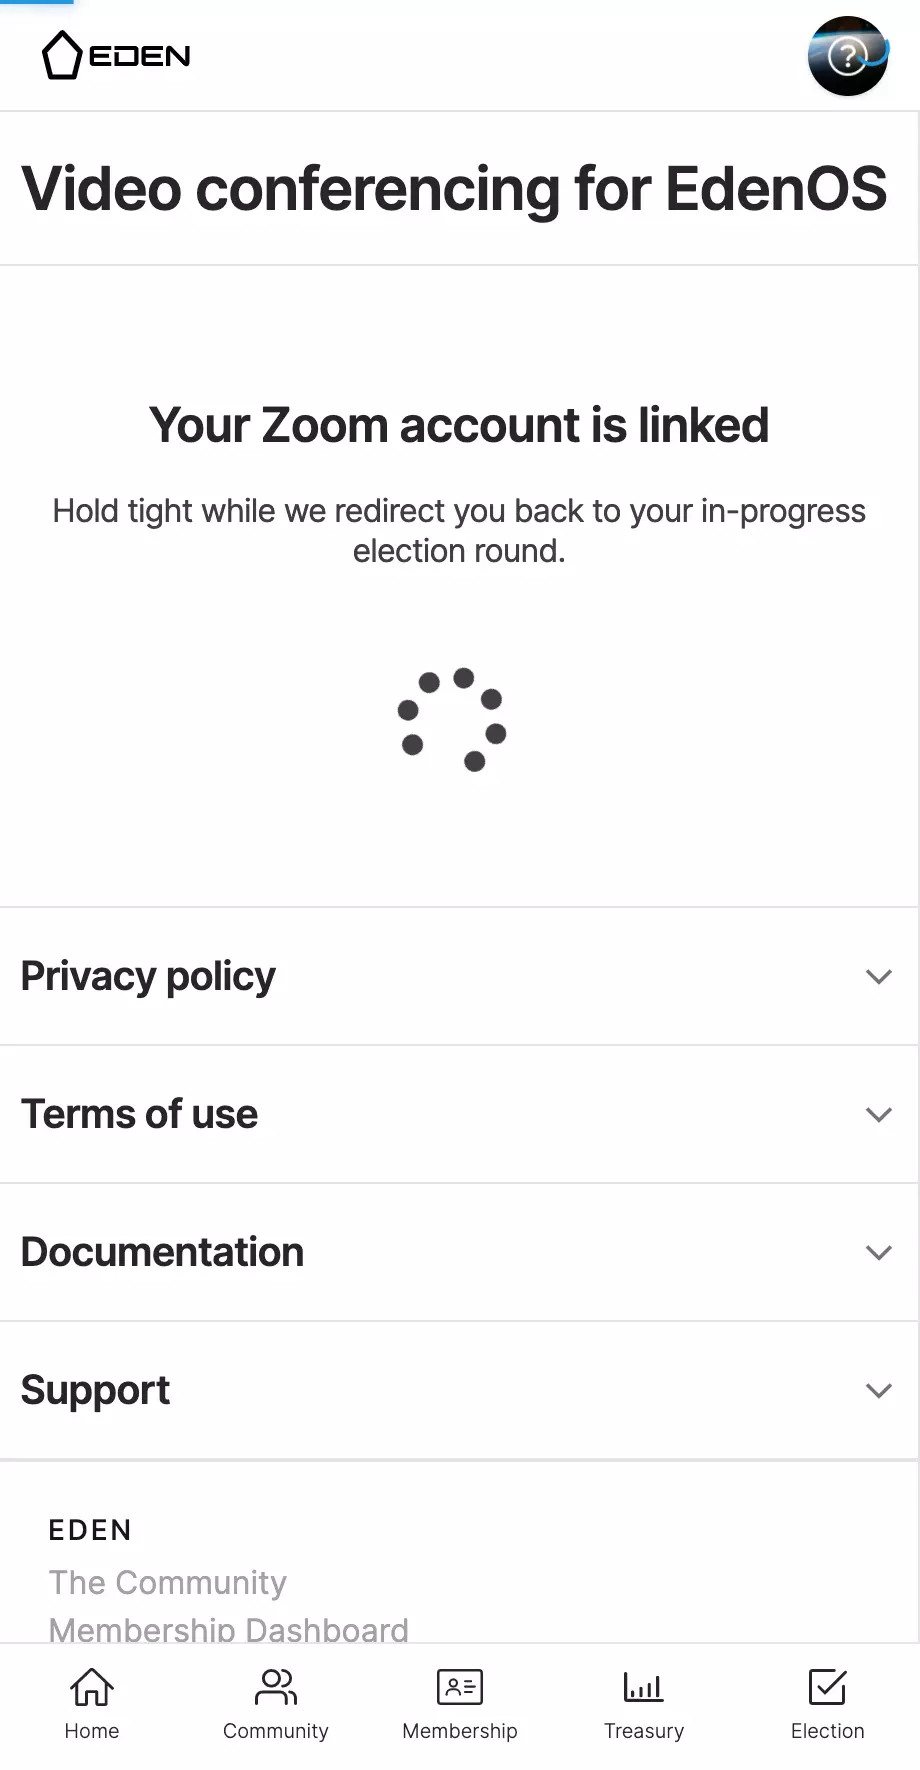 EDEN
?
Video conferencing for EdenOS
Your Zoom account is linked
Hold tight while we redirect you back to your in-progress
election round.
Privacy policy
Terms of use
Documentation
Support
EDEN
The Community
Membership Dashboard
Home
Community
Membership
Treasury
Election